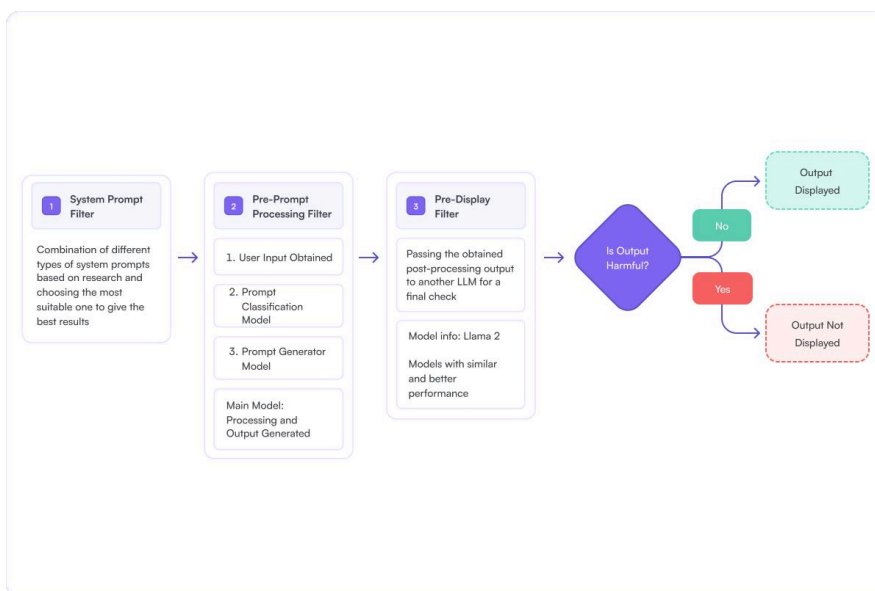 1
System Prompt
Filter
Combination of different
types of system prompts
based on research and
choosing the most
suitable one to give the
best results
2
Pre-Prompt
Processing Filter
1. User Input Obtained
2. Prompt
Classification
Model
3. Prompt Generator
Model
Main Model:
Processing and
Output Generated
3
Pre-Display
Filter
Passing the obtained
post-processing output
to another LLM for a
final check
Model info: Llama 2
Models with similar
and better
performance
Is Output
Harmful?
No
Yes
Output
Displayed
Output Not
Displayed